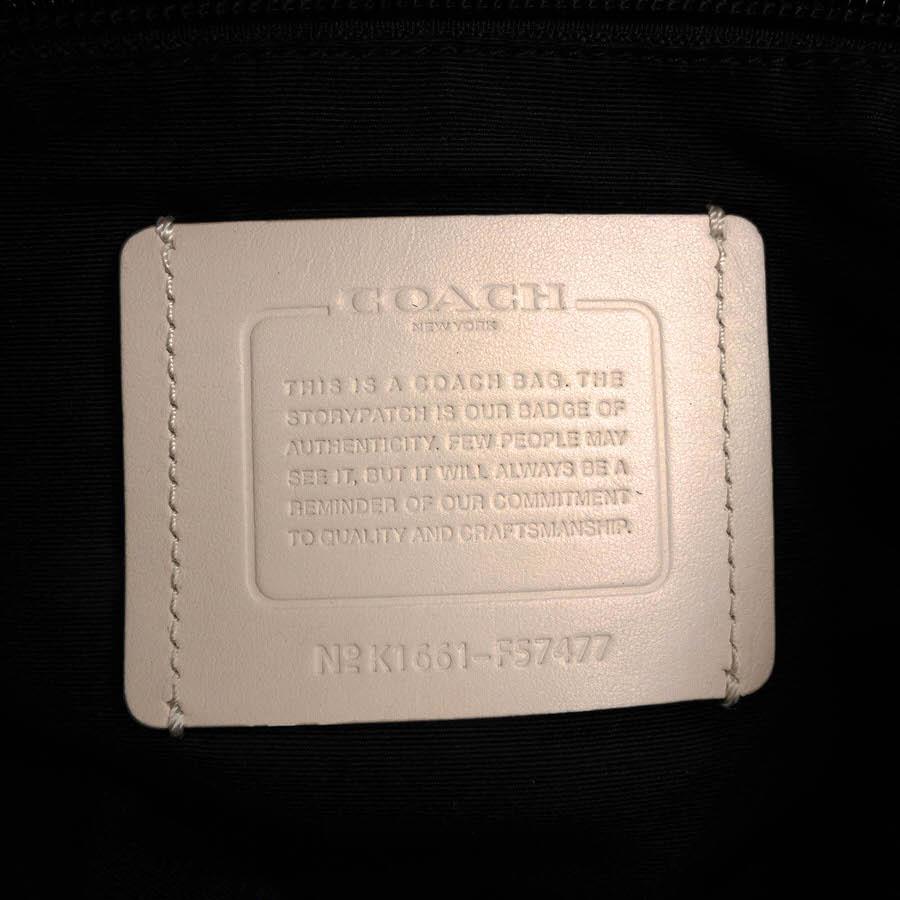 COACH
NEW YORK
THIS IS A COACH BAG. THE
STORYPATCH IS OUR BADGE OF
AUTHENTICITY. FEW PEOPLE MAY
SEE IT, BUT IT WILL ALWAYS BE A
REMINDER OF OUR COMMITMENT
TO QUALITY AND CRAFTSMANSHIP.
Nº K1661-F57477